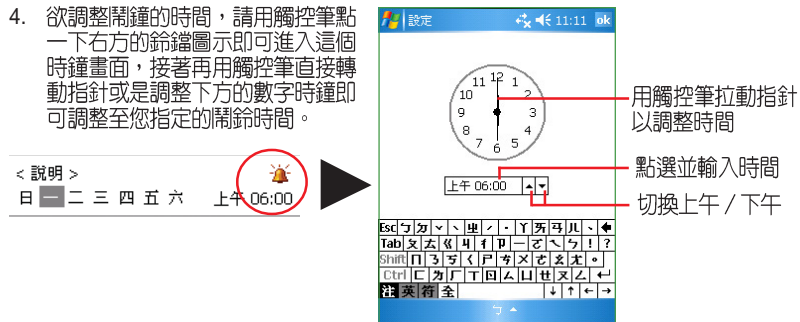 4. 欲調整鬧鐘的時間，請用觸控筆點
一下右方的鈴鐺圖示即可進入這個
時鐘畫面，接著再用觸控筆直接轉
動指針或是調整下方的數字時鐘即
可調整至您指定的鬧鈴時間。
< 說明 >
日 一 二 三 四 五 六 上午 06:00
設定 11:11 ok
12
11 1
10 2
9 3
8 4
7 5
6
上午 06:00
用觸控筆拉動指針
以調整時間
點選並輸入時間
切換上午 / 下午
Esc ㄅ ㄉ ˇ ˋ ㄓ ˊ ˙ ㄚ ㄞ ㄢ ㄦ 、
Tab ㄆ ㄊ ㄍ ㄐ ㄔ ㄗ ㄧ ㄛ ㄟ ㄣ ! ?
Shift ㄇ ㄋ ㄎ ㄑ ㄕ ㄘ ㄨ ㄜ ㄠ ㄤ 。
Ctrl ㄈ ㄌ ㄏ ㄒ ㄖ ㄙ ㄩ ㄝ ㄡ ㄥ ↵
注 英 符 全 ↓ ↑ ← →
ㄅ